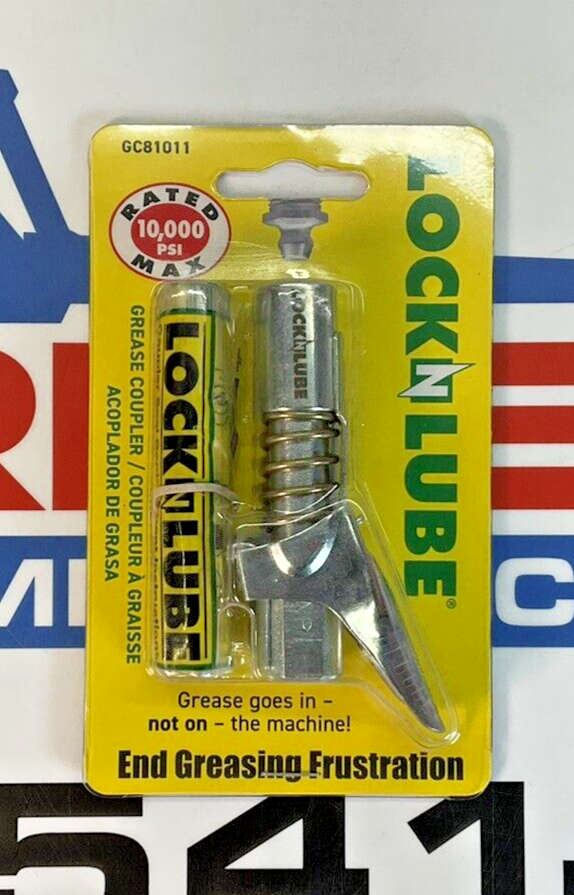 GC81011
RATED
10,000
PSI
MAX
LOCKNLUBE®
LOCKNLUBE
LOCKNLUBE
GREASE COUPLER / COUPLEUR À GRAISSE
ACOPLADOR DE GRASA
Grease goes in –
not on – the machine!
End Greasing Frustration
541